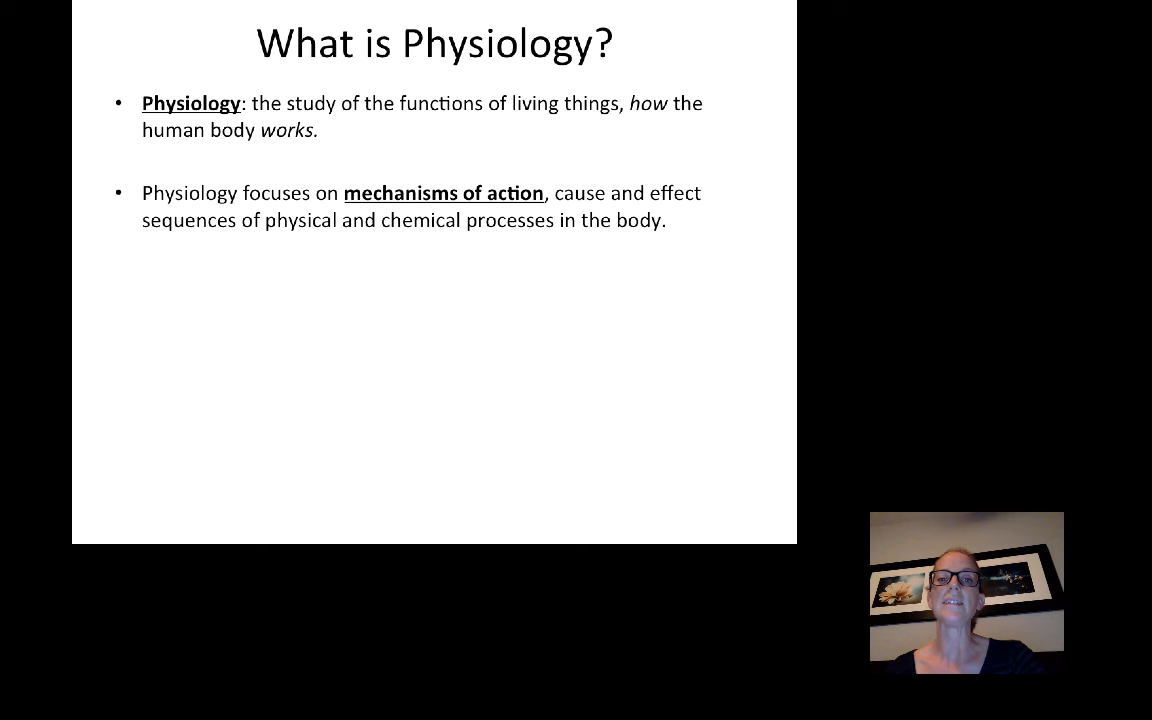 What is Physiology?
• Physiology: the study of the functions of living things, how the
human body works.
• Physiology focuses on mechanisms of action, cause and effect
sequences of physical and chemical processes in the body.